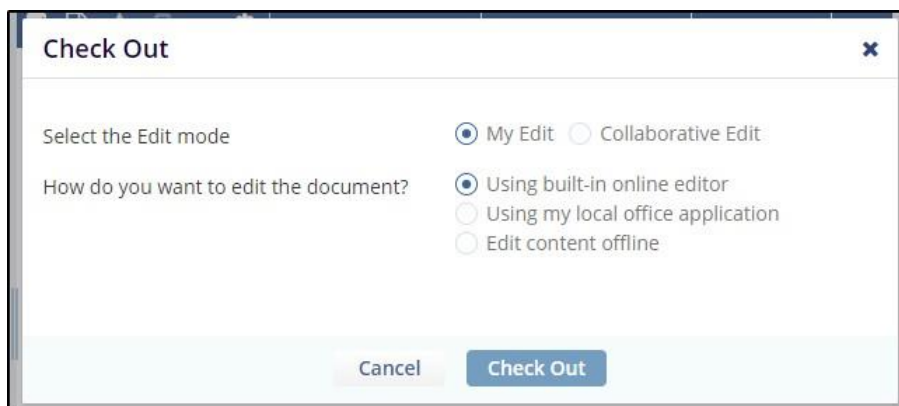 Check Out
Select the Edit mode My Edit Collaborative Edit
How do you want to edit the document? Using built-in online editor
Using my local office application
Edit content offline
Cancel Check Out